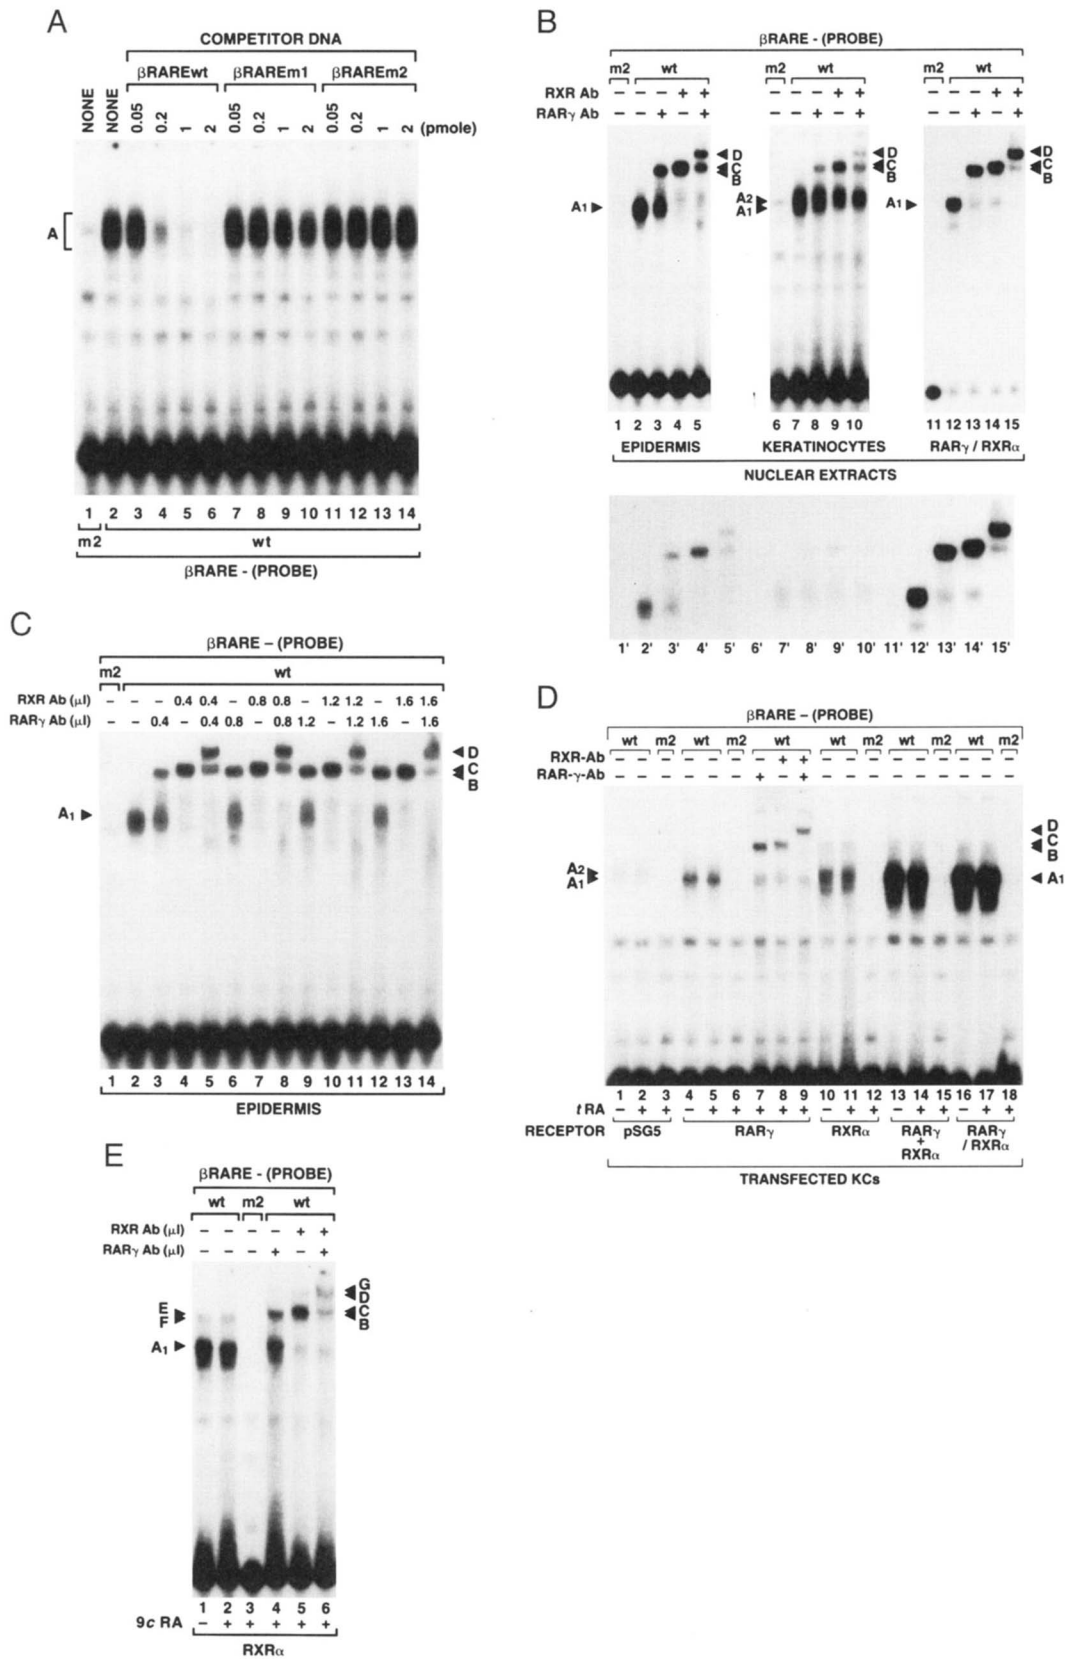 A
COMPETITOR DNA
βRAREwt βRAREm1 βRAREm2
NONE NONE 0.05 0.2 1 2 0.05 0.2 1 2 0.05 0.2 1 2 (pmole)
A
1 2 3 4 5 6 7 8 9 10 11 12 13 14
m2 wt
βRARE - (PROBE)
B
βRARE - (PROBE)
m2 wt m2 wt m2 wt
RXR Ab – – – + + – – – + + – – – + +
RARγ Ab – – + – + – – + – + – – + – +
A1 D C B A2 A1 D C B A1 D C B
1 2 3 4 5 6 7 8 9 10 11 12 13 14 15
EPIDERMIS KERATINOCYTES RARγ / RXRα
NUCLEAR EXTRACTS
1' 2' 3' 4' 5' 6' 7' 8' 9' 10' 11' 12' 13' 14' 15'
C
βRARE – (PROBE)
m2 wt
RXR Ab (μl) – – – 0.4 0.4 – 0.8 0.8 – 1.2 1.2 – 1.6 1.6
RARγ Ab (μl) – – 0.4 – 0.4 0.8 – 0.8 1.2 – 1.2 1.6 – 1.6
D
C
B
A1
1 2 3 4 5 6 7 8 9 10 11 12 13 14
EPIDERMIS
D
βRARE – (PROBE)
wt m2 wt m2 wt wt m2 wt m2 wt m2
RXR-Ab – – – – – – – + + – – – – – – – – –
RAR-γ-Ab – – – – – – + – + – – – – – – – – –
D
C
B
A2
A1 A1
1 2 3 4 5 6 7 8 9 10 11 12 13 14 15 16 17 18
tRA – + + – + + + + + – + + – + + – + +
RECEPTOR pSG5 RARγ RXRα RARγ + RXRα RARγ / RXRα
TRANSFECTED KCs
E
βRARE - (PROBE)
wt m2 wt
RXR Ab (μl) – – – – + +
RARγ Ab (μl) – – – + – +
G
D
E C
F B
A1
1 2 3 4 5 6
9c RA – + + + + +
RXRα